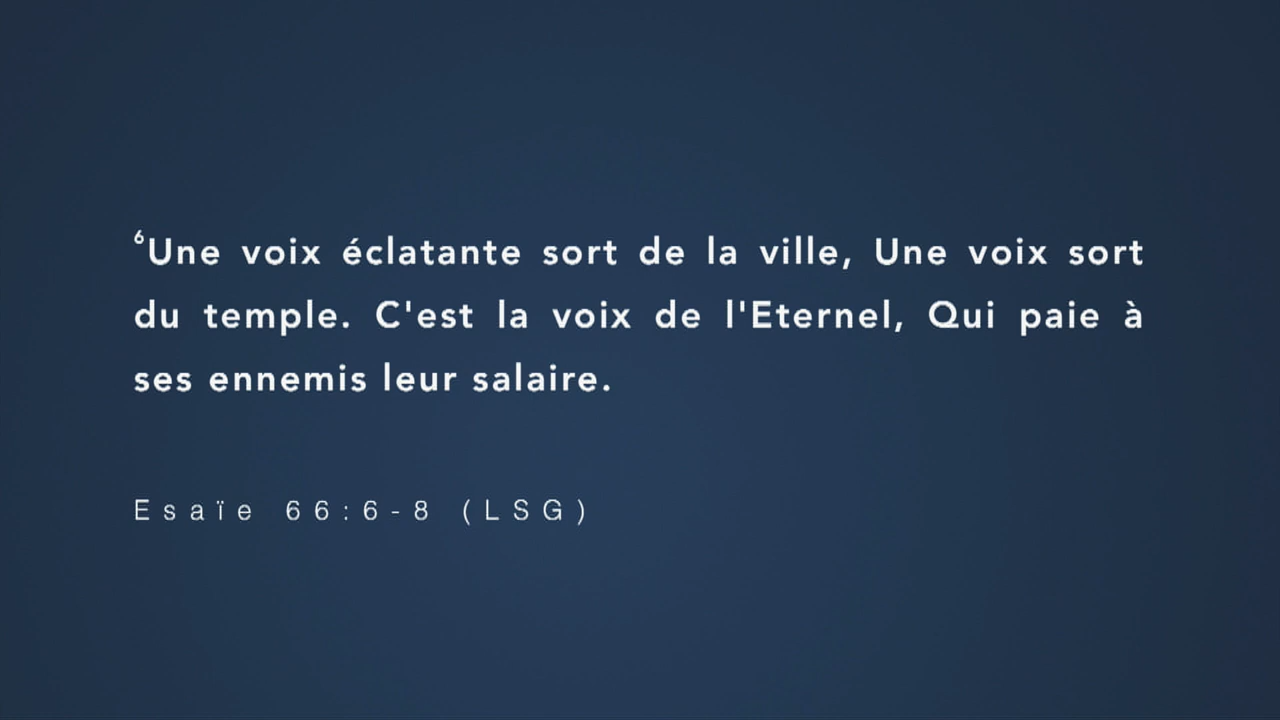 ⁶Une voix éclatante sort de la ville, Une voix sort
du temple. C'est la voix de l'Eternel, Qui paie à
ses ennemis leur salaire.
Esaïe 66:6-8 (LSG)